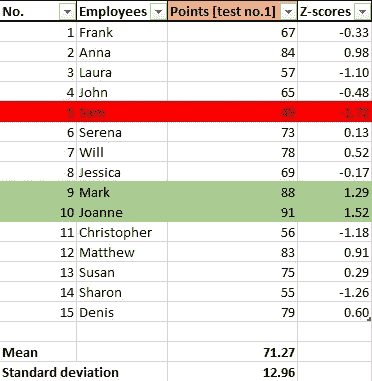 No. Employees Points [test no.1] Z-scores
1 Frank 67 -0.33
2 Anna 84 0.98
3 Laura 57 -1.10
4 John 65 -0.48
5 Sam 49 -1.72
6 Serena 73 0.13
7 Will 78 0.52
8 Jessica 69 -0.17
9 Mark 88 1.29
10 Joanne 91 1.52
11 Christopher 56 -1.18
12 Matthew 83 0.91
13 Susan 75 0.29
14 Sharon 55 -1.26
15 Denis 79 0.60
Mean 71.27
Standard deviation 12.96